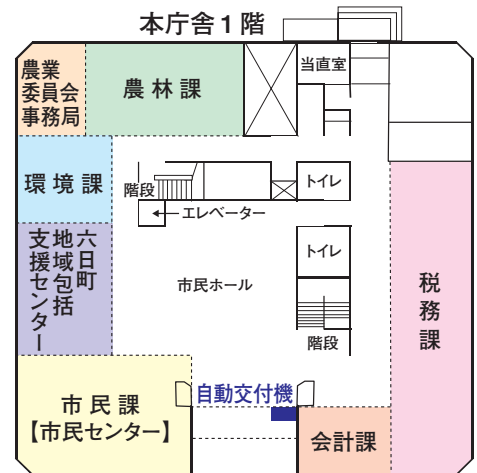 本庁舎1階
農業
委員会
事務局
農林課
当直室
環境課
階段
トイレ
エレベーター
六日町
地域包括
支援センター
トイレ
市民ホール
税務課
階段
市民課
【市民センター】
自動交付機
会計課